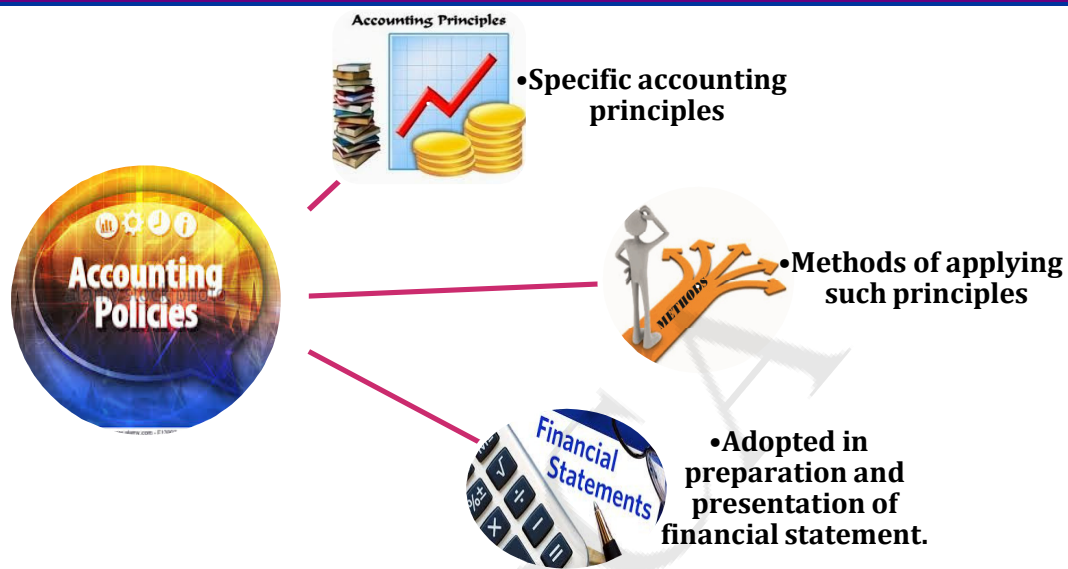 Accounting Principles
•Specific accounting
principles
Accounting
Policies
METHODS
•Methods of applying
such principles
Financial
Statements
•Adopted in
preparation and
presentation of
financial statement.